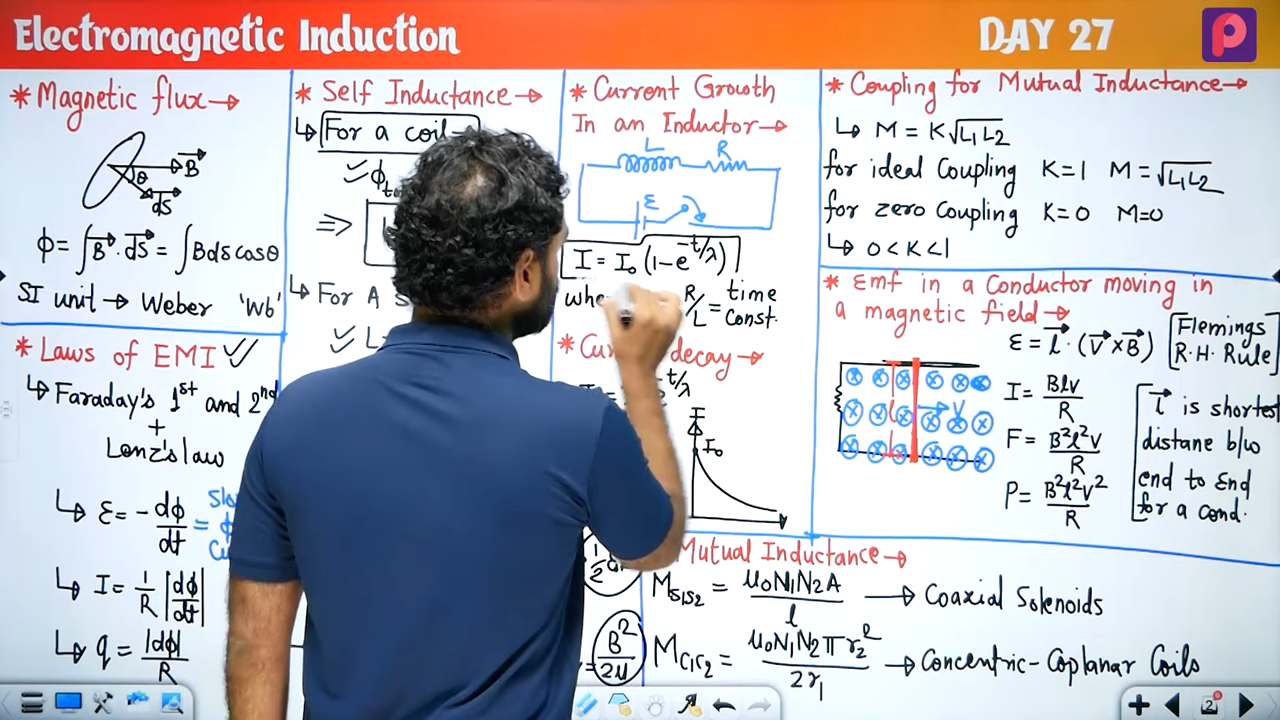 Electromagnetic Induction
DAY 27
* Magnetic flux →
θ
B
ds
ϕ = ∫B . ds = ∫Bds cosθ
SI unit → Weber 'Wb'
* Laws of EMI ✓✓
↳ Faraday's 1st and 2nd
+
Lenz's law
↳ ε = - dϕ/dt =
↳ I = 1/R |dϕ/dt|
↳ q = |dϕ|/R
* Self Inductance →
↳ For a coil
✓ ϕ
⇒
↳ For A
✓ L
* Current Growth
In an Inductor →
L R
ε
I = I₀ (1-e^-t/λ)
R/L = time
Const.
decay →
t/λ
I
I₀
1/2
= B²/2μ
* Coupling for Mutual Inductance →
↳ M = K√L₁L₂
for ideal Coupling K=1 M = √L₁L₂
for zero Coupling K=0 M=0
↳ 0 < K < 1
* Emf in a Conductor moving in
a magnetic field →
ε = l . (V×B) [Flemings
R.H. Rule]
l
V
I = Blv/R
F = B²l²v/R
P = B²l²v²/R
[l is shortest
distane b/w
end to End
for a cond.
Mutual Inductance →
M_S1S2 = μ₀N₁N₂A/l → Coaxial Solenoids
M_C1C2 = μ₀N₁N₂πr₂²/2r₁ → Concentric-Coplanar Coils
2